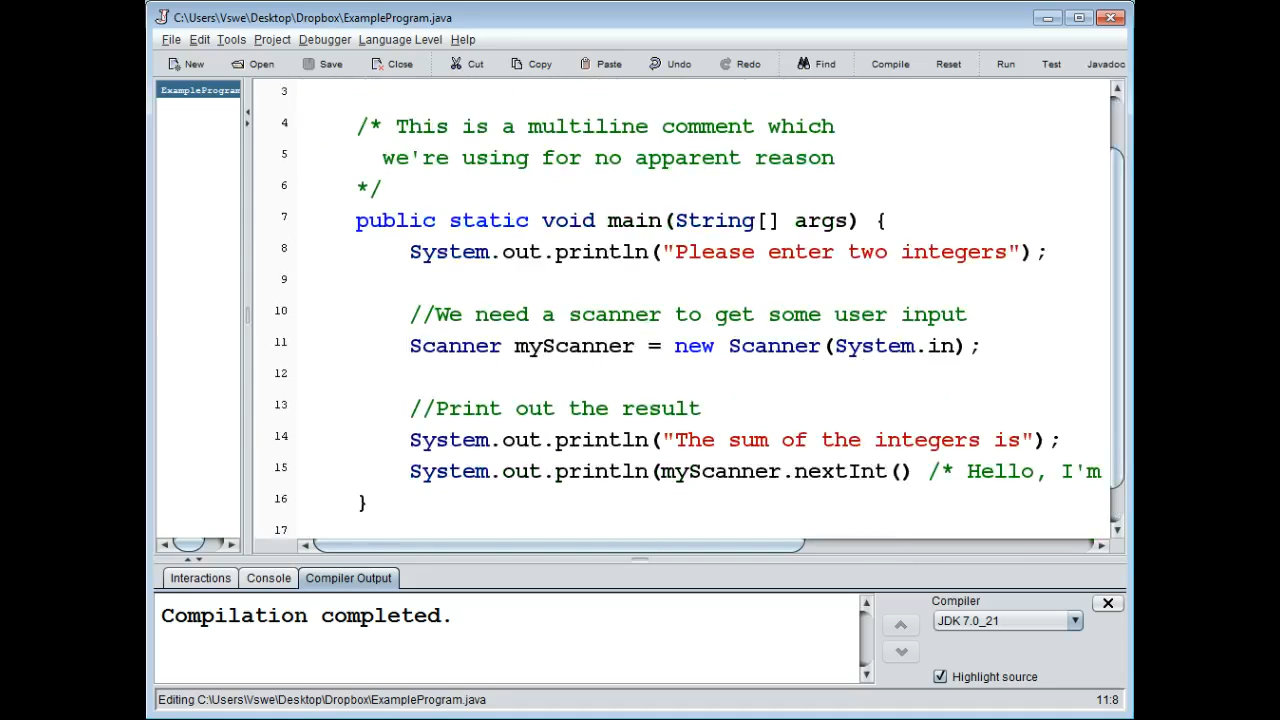 C:\Users\Vswe\Desktop\Dropbox\ExampleProgram.java
File Edit Tools Project Debugger Language Level Help
New Open Save Close Cut Copy Paste Undo Redo Find Compile Reset Run Test Javadoc
ExampleProgram
3
4 /* This is a multiline comment which
5 we're using for no apparent reason
6 */
7 public static void main(String[] args) {
8 System.out.println("Please enter two integers");
9
10 //We need a scanner to get some user input
11 Scanner myScanner = new Scanner(System.in);
12
13 //Print out the result
14 System.out.println("The sum of the integers is");
15 System.out.println(myScanner.nextInt() /* Hello, I'm
16 }
17
Interactions Console Compiler Output
Compilation completed.
Compiler
JDK 7.0_21
Highlight source
Editing C:\Users\Vswe\Desktop\Dropbox\ExampleProgram.java 11:8